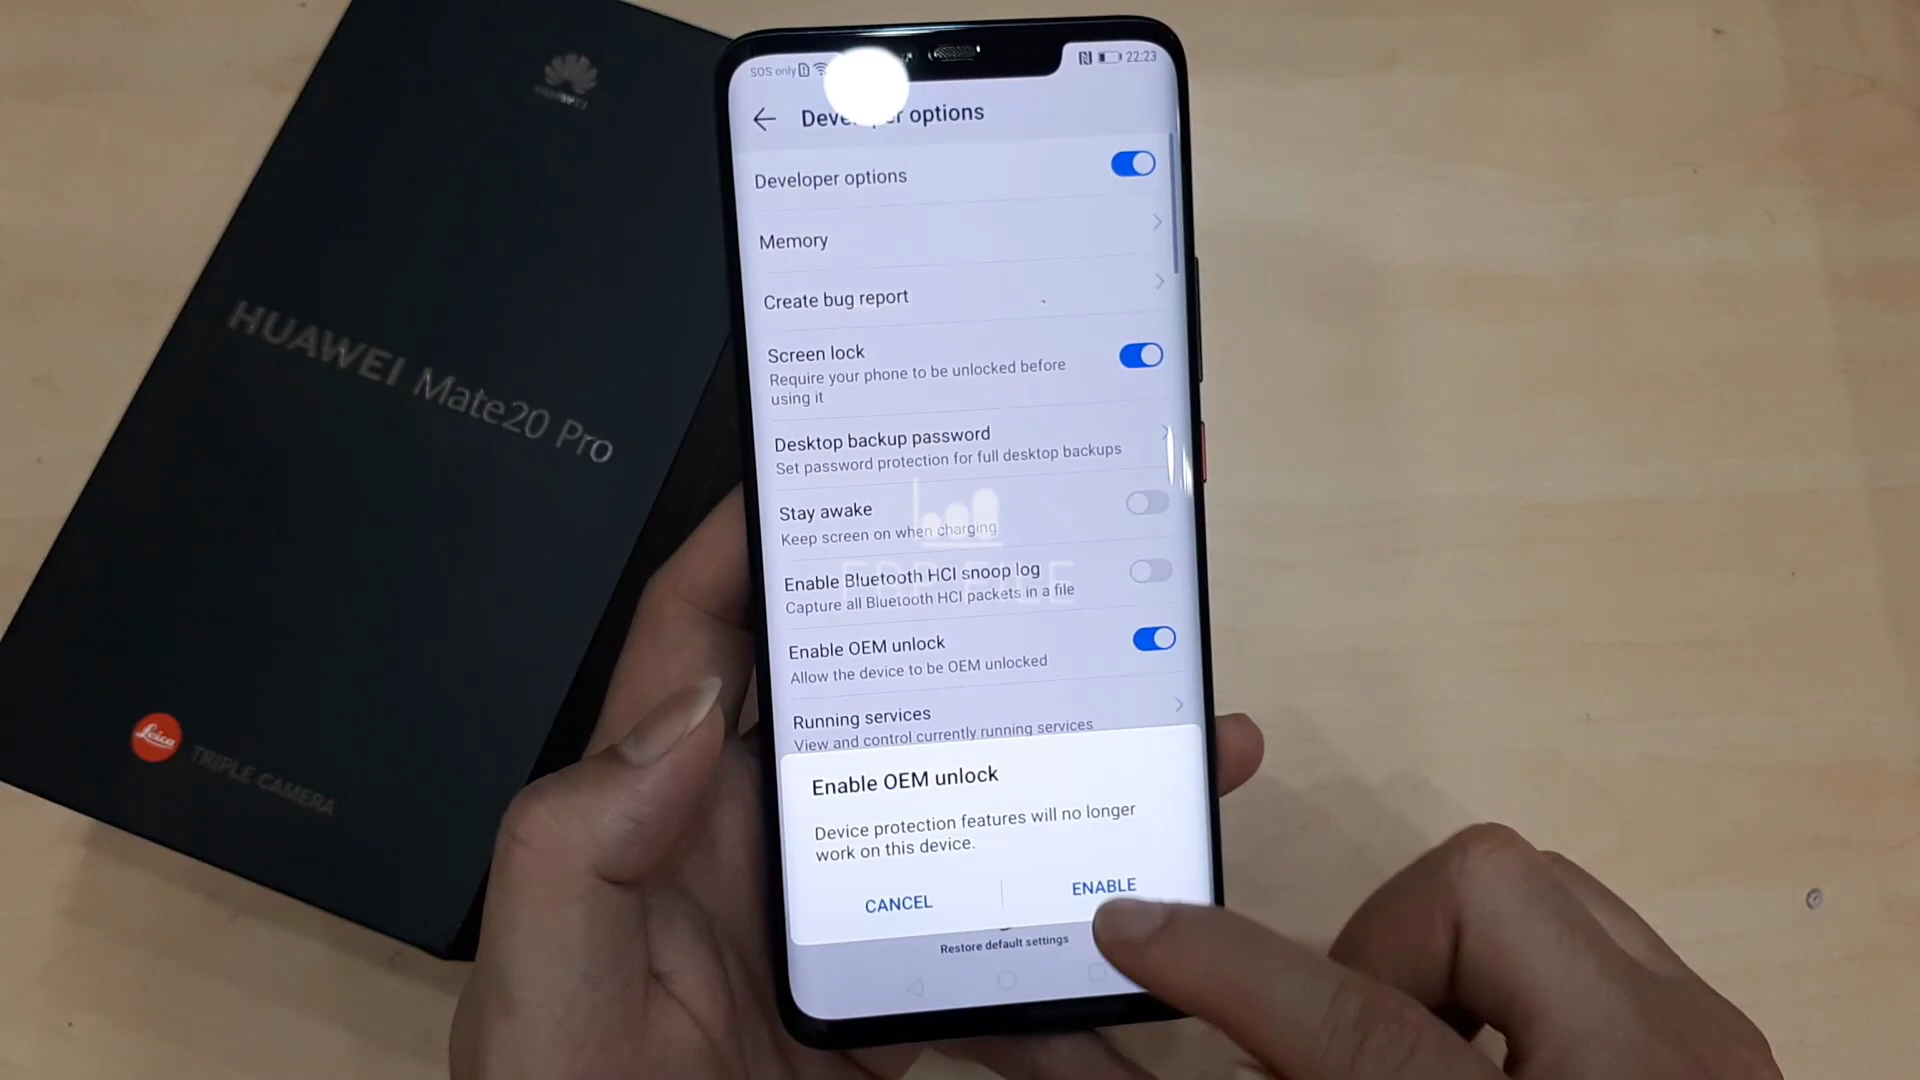 HUAWEI
HUAWEI Mate20 Pro
Leica
TRIPLE CAMERA
SOS only
22:23
Developer options
Developer options
Memory
Create bug report
Screen lock
Require your phone to be unlocked before
using it
Desktop backup password
Set password protection for full desktop backups
Stay awake
Keep screen on when charging
Enable Bluetooth HCI snoop log
Capture all Bluetooth HCI packets in a file
FRP FILE
Enable OEM unlock
Allow the device to be OEM unlocked
Running services
View and control currently running services
Enable OEM unlock
Device protection features will no longer
work on this device.
CANCEL
ENABLE
Restore default settings